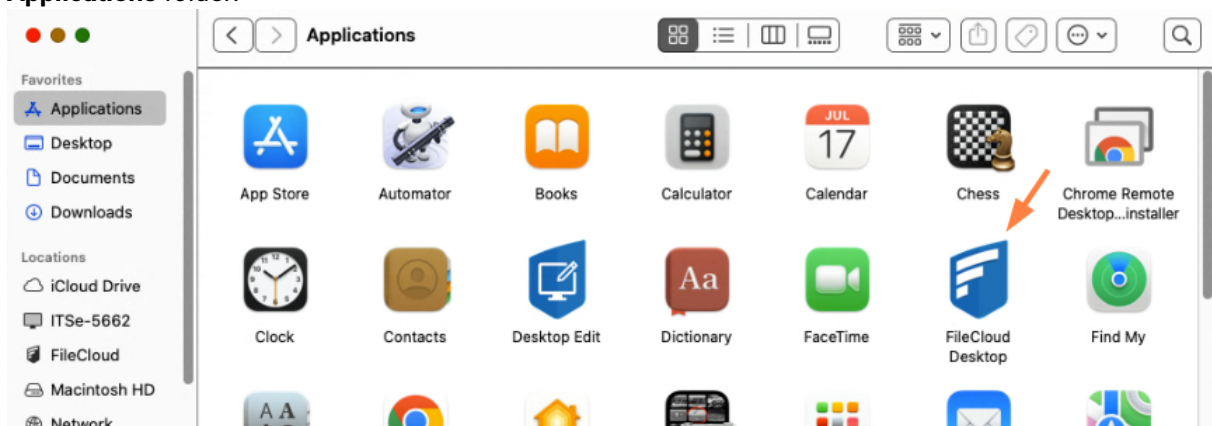 Applications
Favorites
Applications
Desktop
Documents
Downloads
Locations
iCloud Drive
ITSe-5662
FileCloud
Macintosh HD
JUL
17
App Store
Automator
Books
Calculator
Calendar
Chess
Chrome Remote
Desktop...installer
12
Aa
Clock
Contacts
Desktop Edit
Dictionary
FaceTime
FileCloud
Desktop
Find My
A A